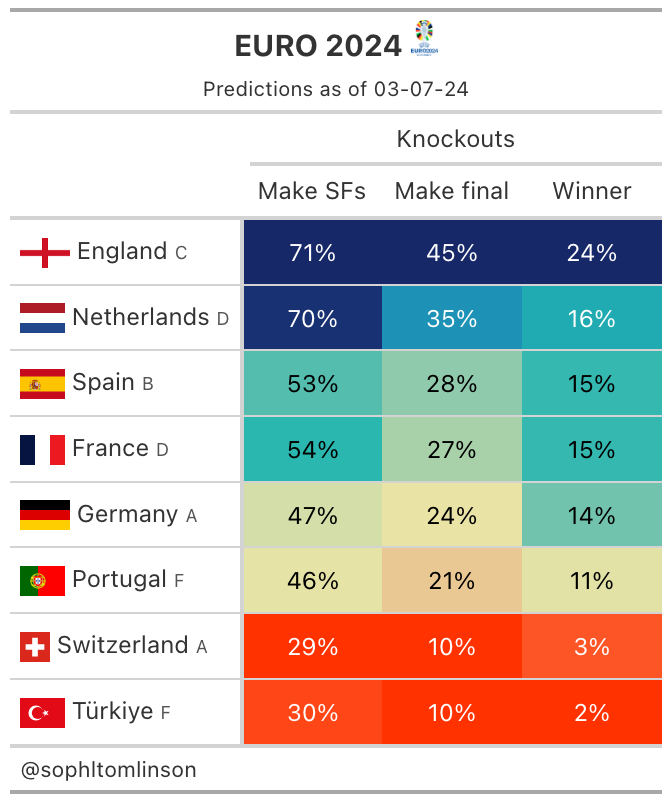 EURO 2024
EURO2024
Predictions as of 03-07-24
Knockouts
Make SFs Make final Winner
England C 71% 45% 24%
Netherlands D 70% 35% 16%
Spain B 53% 28% 15%
France D 54% 27% 15%
Germany A 47% 24% 14%
Portugal F 46% 21% 11%
Switzerland A 29% 10% 3%
Türkiye F 30% 10% 2%
@sophltomlinson